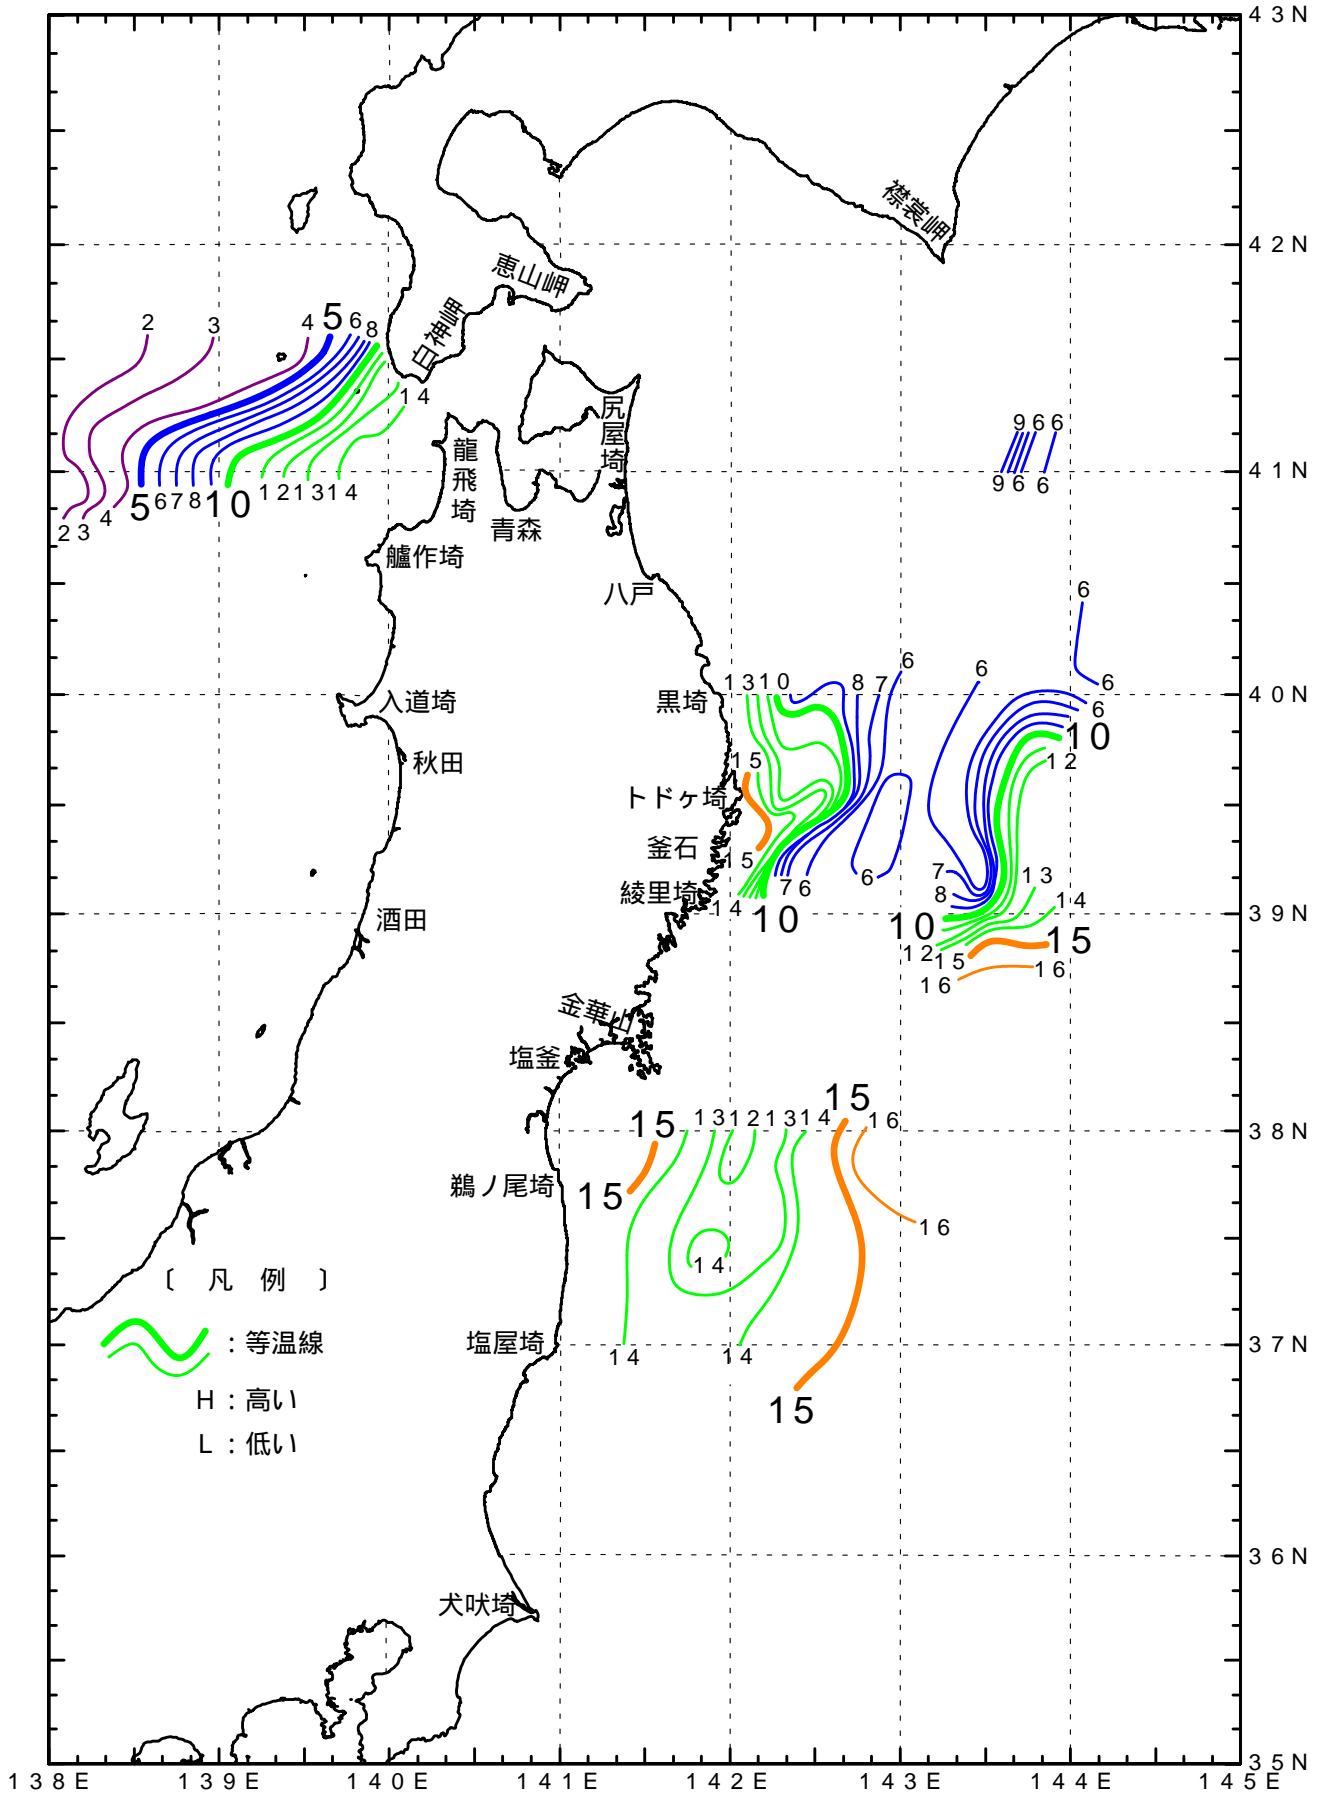 43N
襟裳岬
42N
恵山岬
白神岬
2 3 4 5 6 8
14
尻屋埼
龍飛埼
9 6 6
41N
9 6 6
2 3 4 5 6 7 8 10 12 13 14
青森
艫作埼
八戸
6
6
6
6
13 10 8 7
40N
入道埼
黒埼
6
10
秋田
15
12
トドヶ埼
釜石
15
綾里埼
7 6
6
7
8
13
14
14
10
10
39N
酒田
12
15
15
16
16
金華山
塩釜
15
15
13 12 13 14
16
38N
鵜ノ尾埼
15
16
14
〔 凡 例 〕
:等温線
塩屋埼
14
14
37N
H:高い
15
L:低い
36N
犬吠埼
35N
138E 139E 140E 141E 142E 143E 144E 145E